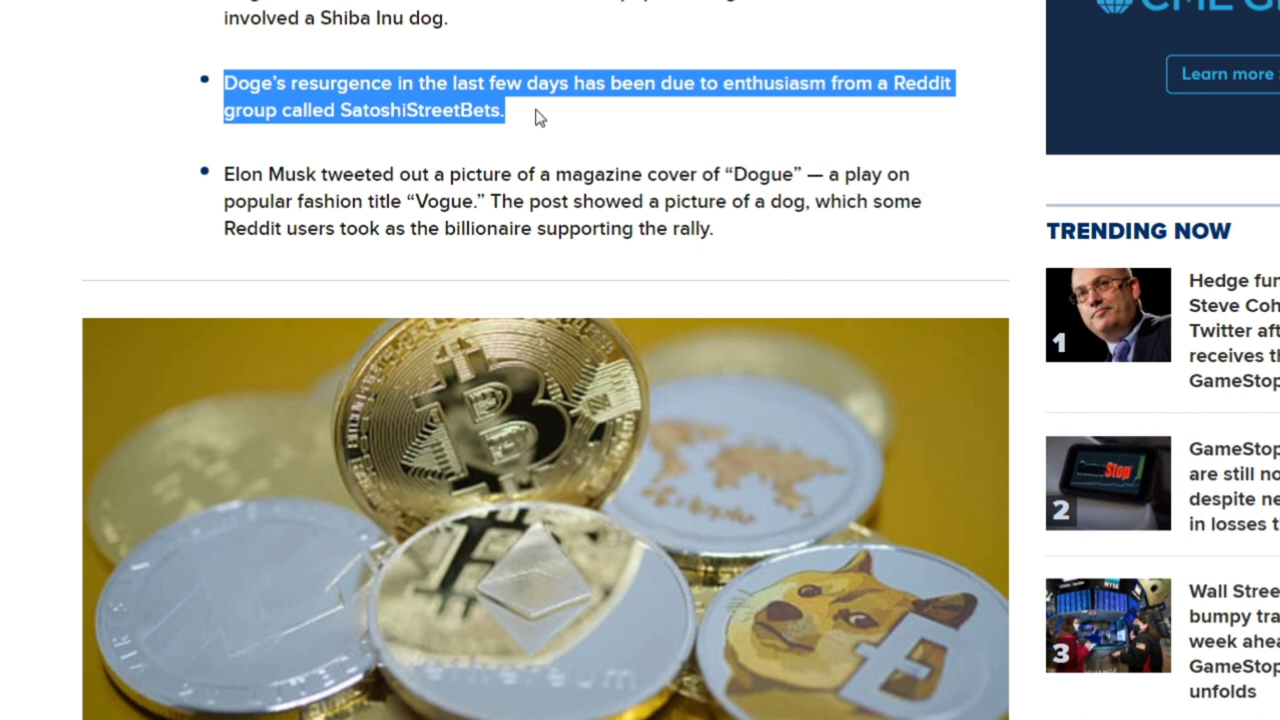 involved a Shiba Inu dog.
Doge’s resurgence in the last few days has been due to enthusiasm from a Reddit
group called SatoshiStreetBets.
Elon Musk tweeted out a picture of a magazine cover of “Dogue” — a play on
popular fashion title “Vogue.” The post showed a picture of a dog, which some
Reddit users took as the billionaire supporting the rally.
Learn more
TRENDING NOW
1
Hedge fun
Steve Coh
Twitter aft
receives th
GameStop
2
GameStop
GameStop
are still no
despite ne
in losses t
3
Wall Stree
bumpy tra
week ahea
GameStop
unfolds
ethereum